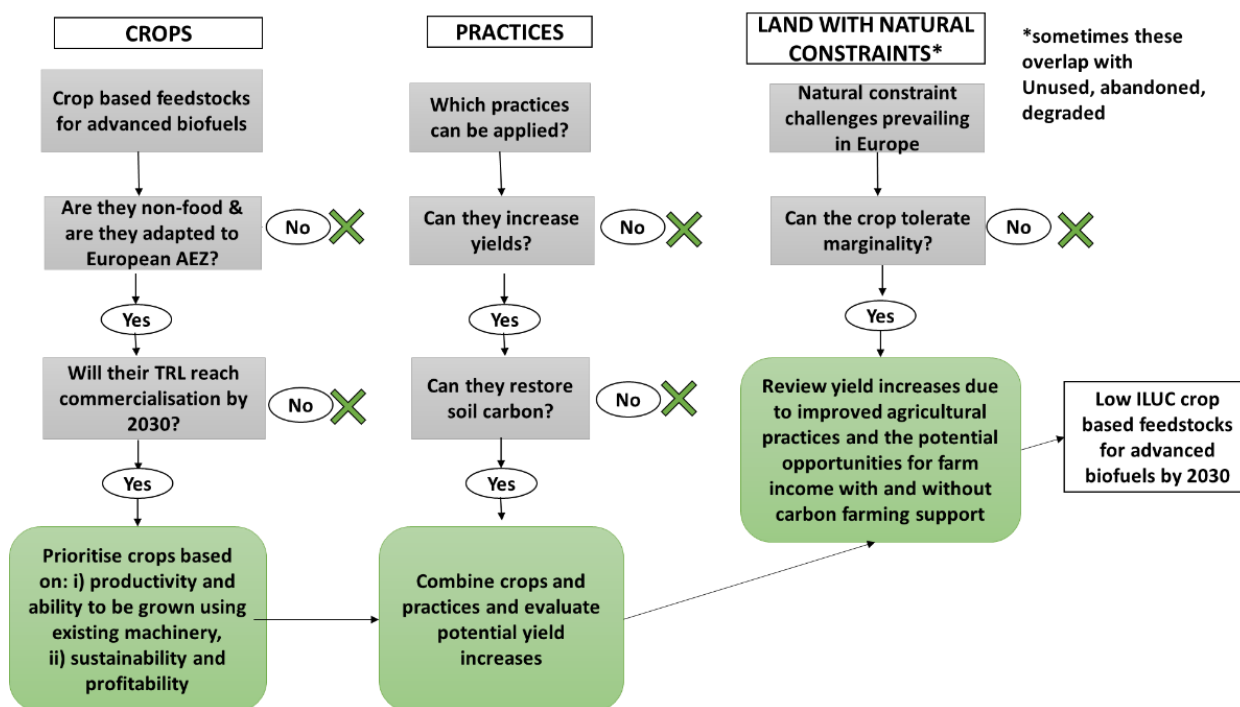 CROPS
Crop based feedstocks
for advanced biofuels
Are they non-food &
are they adapted to
European AEZ?
No
Yes
Will their TRL reach
commercialisation by
2030?
No
Yes
Prioritise crops based
on: i) productivity and
ability to be grown using
existing machinery,
ii) sustainability and
profitability
PRACTICES
Which practices
can be applied?
Can they increase
yields?
No
Yes
Can they restore
soil carbon?
No
Yes
Combine crops and
practices and evaluate
potential yield
increases
LAND WITH NATURAL
CONSTRAINTS*
Natural constraint
challenges prevailing
in Europe
Can the crop tolerate
marginality?
No
Yes
Review yield increases due
to improved agricultural
practices and the potential
opportunities for farm
income with and without
carbon farming support
*sometimes these
overlap with
Unused, abandoned,
degraded
Low ILUC crop
based feedstocks
for advanced
biofuels by 2030